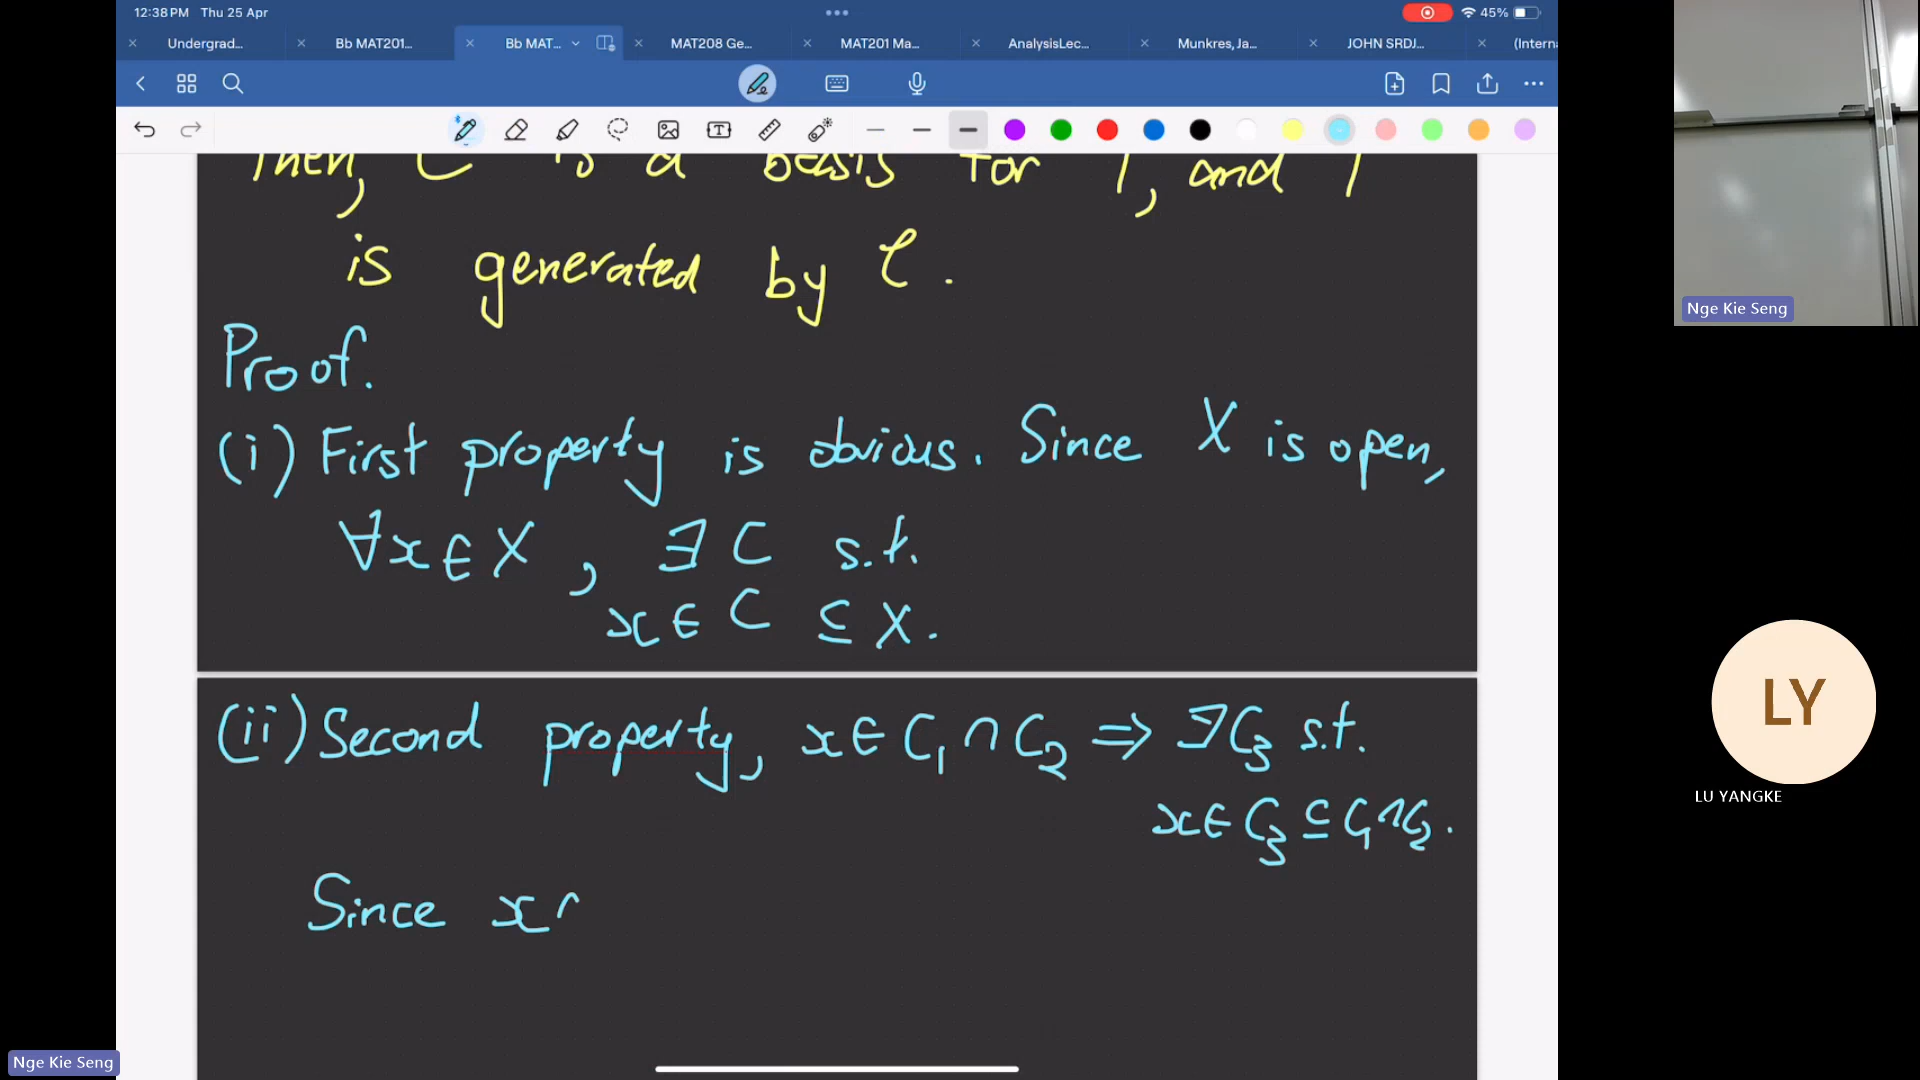 12:38 PM Thu 25 Apr
45%
Undergrad...
Bb MAT201...
Bb MAT...
MAT208 Ge...
MAT201 Ma...
AnalysisLec...
Munkres, Ja...
JOHN SRDJ...
(Intern
Then, C is a basis for T, and T
is generated by C.
Proof.
(i) First property is obvious. Since X is open,
∀x∈X, ∃C s.t.
x∈C⊆X.
(ii) Second property, x∈C₁∩C₂ ⇒ ∃C₃ s.t.
x∈C₃⊆C₁∩C₂.
Since x
Nge Kie Seng
LY
LU YANGKE
Nge Kie Seng